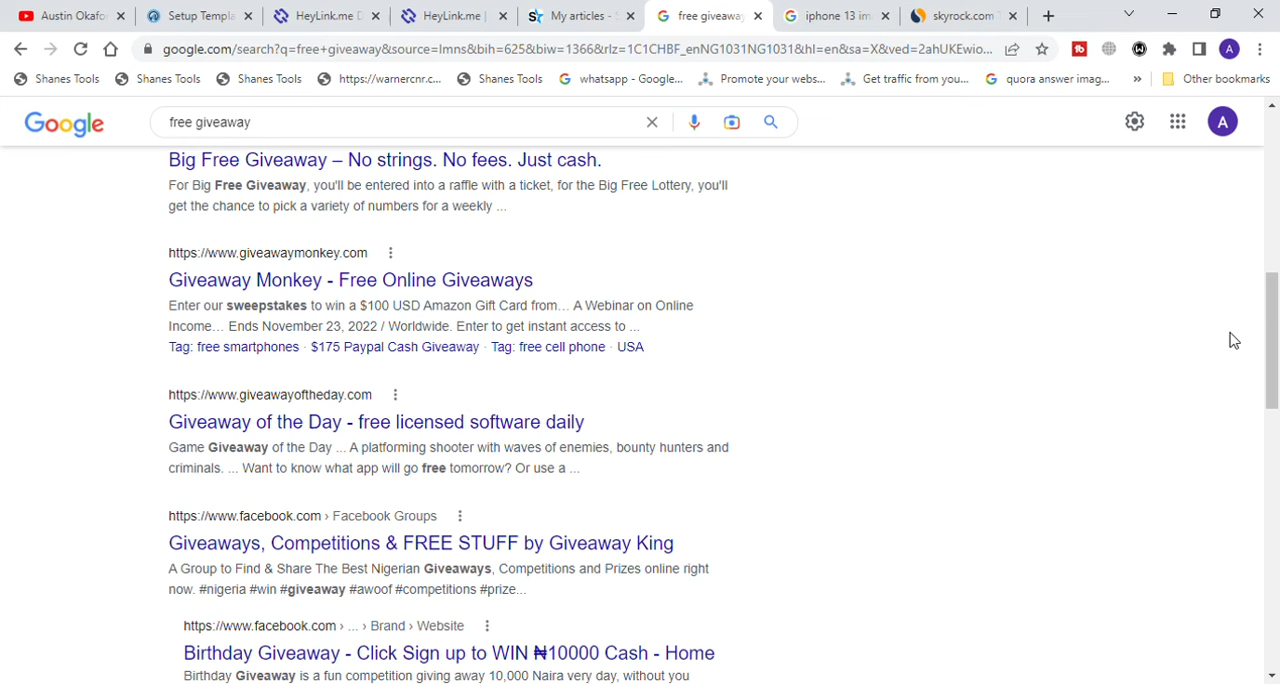 Austin Okafor
Setup Templa
HeyLink.me D
HeyLink.me |
My articles - S
free giveaway
iphone 13 im
skyrock.com
google.com/search?q=free+giveaway&source=lmns&bih=625&biw=1366&rlz=1C1CHBF_enNG1031NG1031&hl=en&sa=X&ved=2ahUKEwio...
A
Shanes Tools
Shanes Tools
Shanes Tools
https://warnercnr.c...
Shanes Tools
whatsapp - Google...
Promote your webs...
Get traffic from you...
quora answer imag...
»
Other bookmarks
Google
free giveaway
A
Big Free Giveaway – No strings. No fees. Just cash.
For Big Free Giveaway, you'll be entered into a raffle with a ticket, for the Big Free Lottery, you'll
get the chance to pick a variety of numbers for a weekly ...
https://www.giveawaymonkey.com
Giveaway Monkey - Free Online Giveaways
Enter our sweepstakes to win a $100 USD Amazon Gift Card from... A Webinar on Online
Income... Ends November 23, 2022 / Worldwide. Enter to get instant access to ...
Tag: free smartphones · $175 Paypal Cash Giveaway · Tag: free cell phone · USA
https://www.giveawayoftheday.com
Giveaway of the Day - free licensed software daily
Game Giveaway of the Day ... A platforming shooter with waves of enemies, bounty hunters and
criminals. ... Want to know what app will go free tomorrow? Or use a ...
https://www.facebook.com › Facebook Groups
Giveaways, Competitions & FREE STUFF by Giveaway King
A Group to Find & Share The Best Nigerian Giveaways, Competitions and Prizes online right
now. #nigeria #win #giveaway #awoof #competitions #prize...
https://www.facebook.com › ... › Brand › Website
Birthday Giveaway - Click Sign up to WIN ₦10000 Cash - Home
Birthday Giveaway is a fun competition giving away 10,000 Naira very day, without you